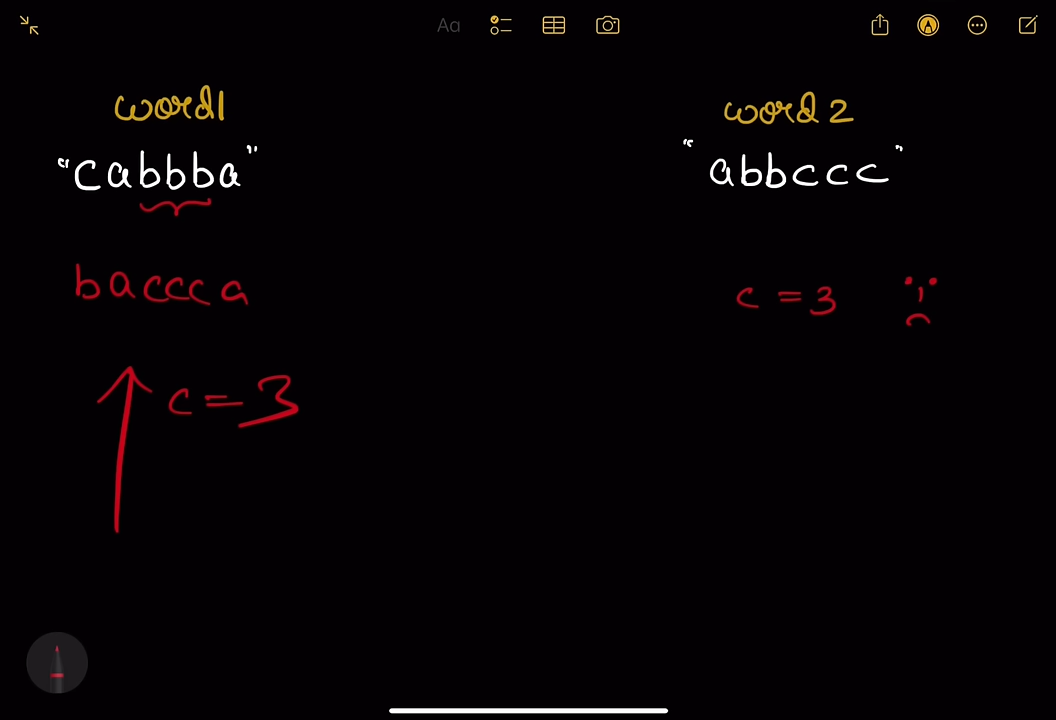 Aa
word1
word2
"cabbba"
"abbccc"
baccca
c = 3
c = 3